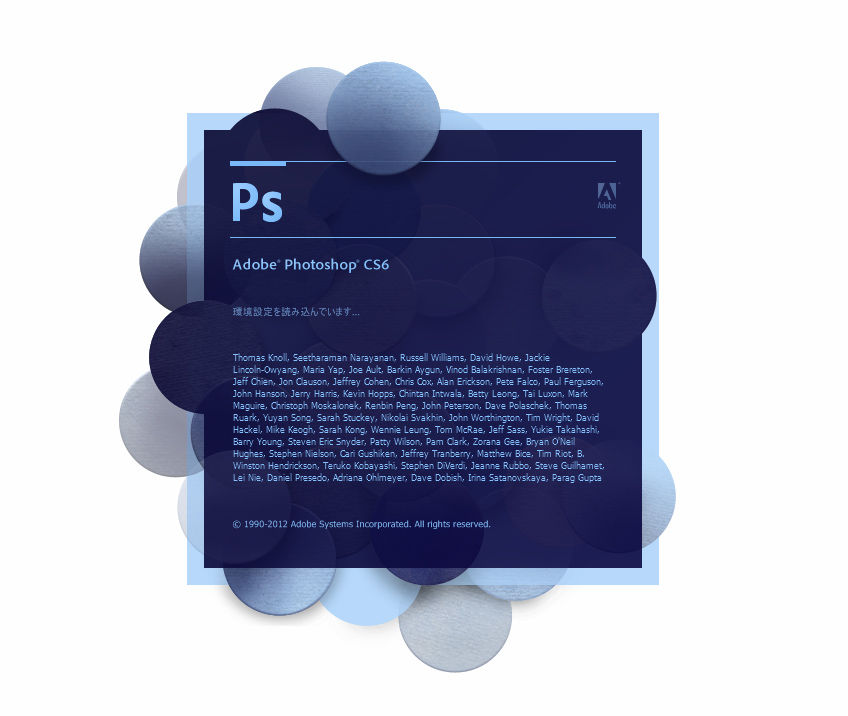 Ps
Adobe
Adobe® Photoshop® CS6
環境設定を読み込んでいます...
Thomas Knoll, Seetharaman Narayanan, Russell Williams, David Howe, Jackie
Lincoln-Owyang, Maria Yap, Joe Ault, Barkin Aygun, Vinod Balakrishnan, Foster Brereton,
Jeff Chien, Jon Clauson, Jeffrey Cohen, Chris Cox, Alan Erickson, Pete Falco, Paul Ferguson,
John Hanson, Jerry Harris, Kevin Hopps, Chintan Intwala, Betty Leong, Tai Luxon, Mark
Maguire, Christoph Moskalonek, Renbin Peng, John Peterson, Dave Polaschek, Thomas
Ruark, Yuyan Song, Sarah Stuckey, Nikolai Svakhin, John Worthington, Tim Wright, David
Hackel, Mike Keogh, Sarah Kong, Wennie Leung, Tom McRae, Jeff Sass, Yukie Takahashi,
Barry Young, Steven Eric Snyder, Patty Wilson, Pam Clark, Zorana Gee, Bryan O'Neil
Hughes, Stephen Nielson, Cari Gushiken, Jeffrey Tranberry, Matthew Bice, Tim Riot, B.
Winston Hendrickson, Teruko Kobayashi, Stephen DiVerdi, Jeanne Rubbo, Steve Guilhamet,
Lei Nie, Daniel Presedo, Adriana Ohlmeyer, Dave Dobish, Irina Satanovskaya, Parag Gupta
© 1990-2012 Adobe Systems Incorporated. All rights reserved.